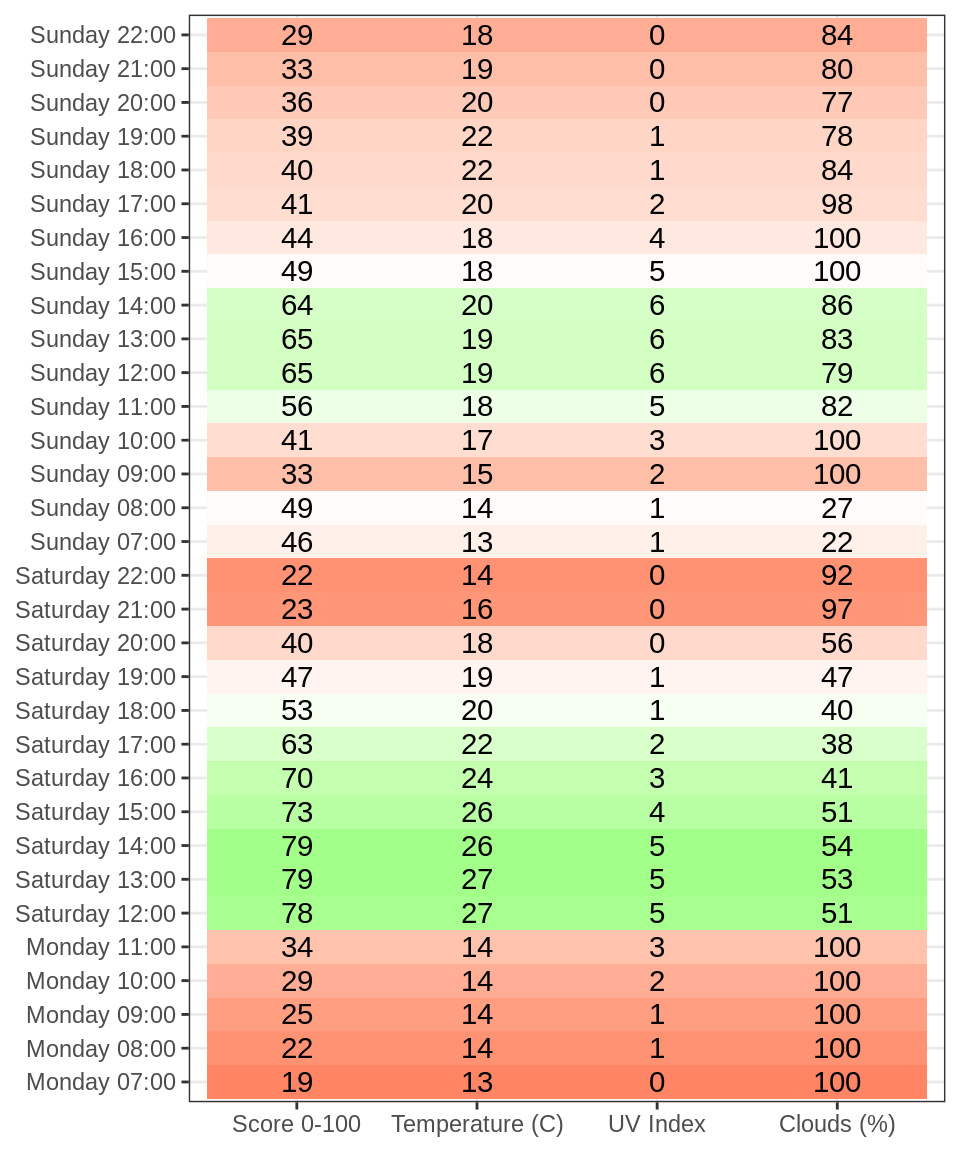 Sunday 22:00 29 18 0 84
Sunday 21:00 33 19 0 80
Sunday 20:00 36 20 0 77
Sunday 19:00 39 22 1 78
Sunday 18:00 40 22 1 84
Sunday 17:00 41 20 2 98
Sunday 16:00 44 18 4 100
Sunday 15:00 49 18 5 100
Sunday 14:00 64 20 6 86
Sunday 13:00 65 19 6 83
Sunday 12:00 65 19 6 79
Sunday 11:00 56 18 5 82
Sunday 10:00 41 17 3 100
Sunday 09:00 33 15 2 100
Sunday 08:00 49 14 1 27
Sunday 07:00 46 13 1 22
Saturday 22:00 22 14 0 92
Saturday 21:00 23 16 0 97
Saturday 20:00 40 18 0 56
Saturday 19:00 47 19 1 47
Saturday 18:00 53 20 1 40
Saturday 17:00 63 22 2 38
Saturday 16:00 70 24 3 41
Saturday 15:00 73 26 4 51
Saturday 14:00 79 26 5 54
Saturday 13:00 79 27 5 53
Saturday 12:00 78 27 5 51
Monday 11:00 34 14 3 100
Monday 10:00 29 14 2 100
Monday 09:00 25 14 1 100
Monday 08:00 22 14 1 100
Monday 07:00 19 13 0 100
Score 0-100 Temperature (C) UV Index Clouds (%)